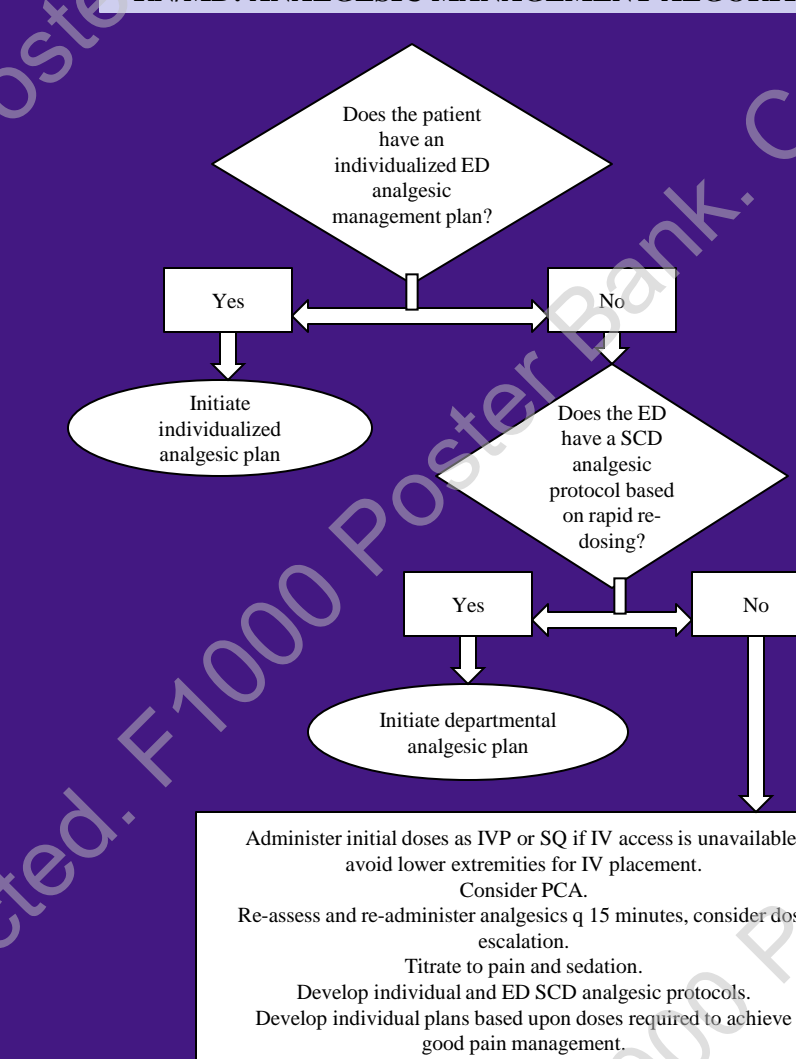 Does the patient
have an
individualized ED
analgesic
management plan?
Yes
No
Initiate
individualized
analgesic plan
Does the ED
have a SCD
analgesic
protocol based
on rapid re-
dosing?
Yes
No
Initiate departmental
analgesic plan
Administer initial doses as IVP or SQ if IV access is unavailable
avoid lower extremities for IV placement.
Consider PCA.
Re-assess and re-administer analgesics q 15 minutes, consider dos
escalation.
Titrate to pain and sedation.
Develop individual and ED SCD analgesic protocols.
Develop individual plans based upon doses required to achieve
good pain management.
F1000 Poster Bank.